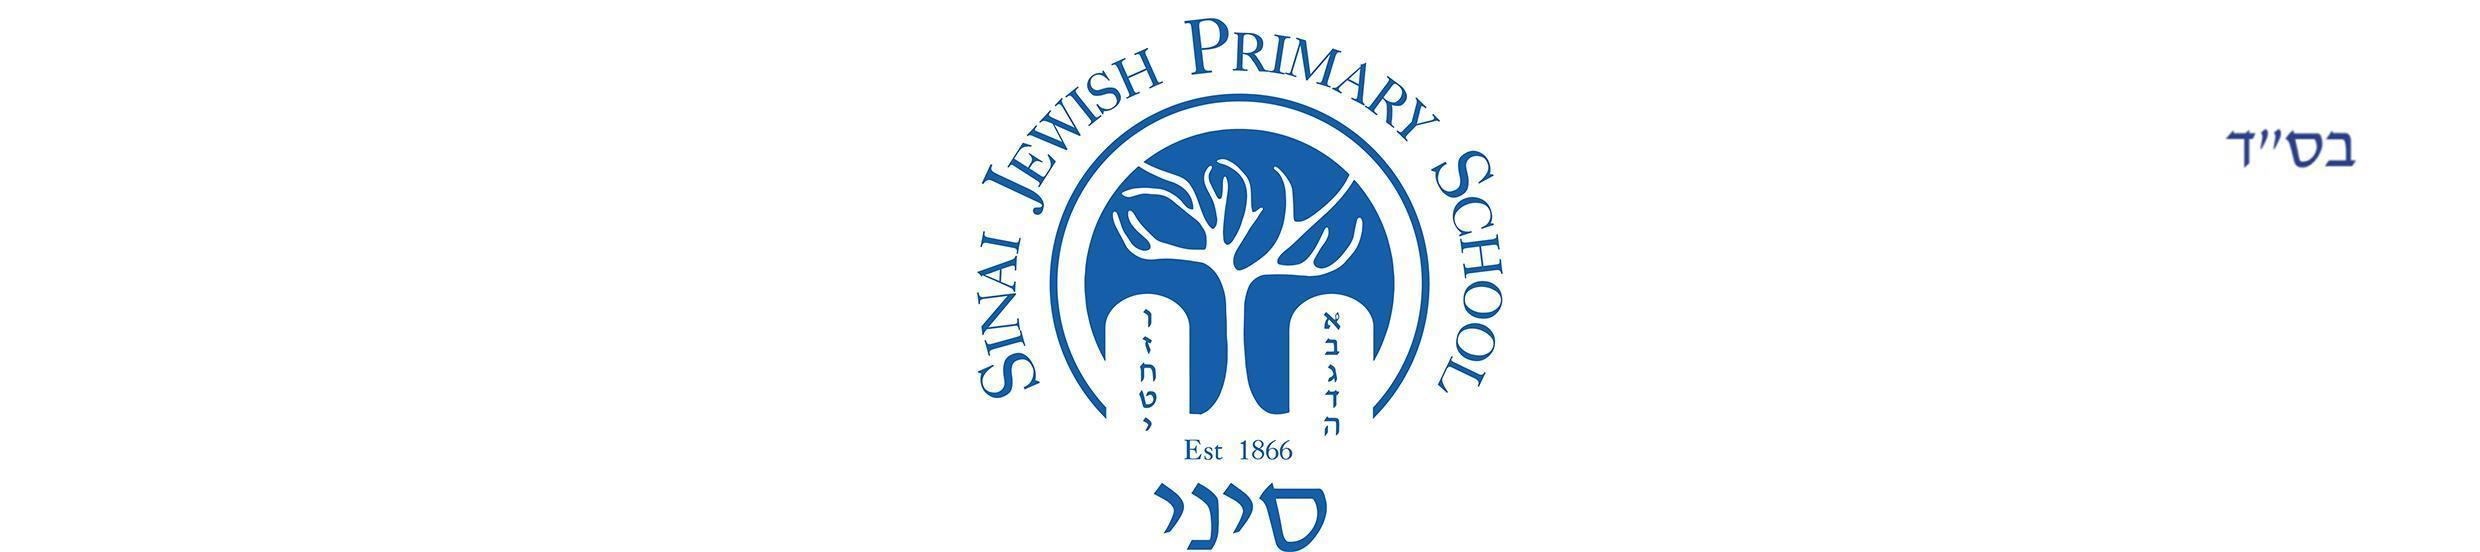 SINAI JEWISH PRIMARY SCHOOL
בס״ד
א
ב
ג
ד
ה
ו
ז
ח
ט
י
Est 1866
סיני